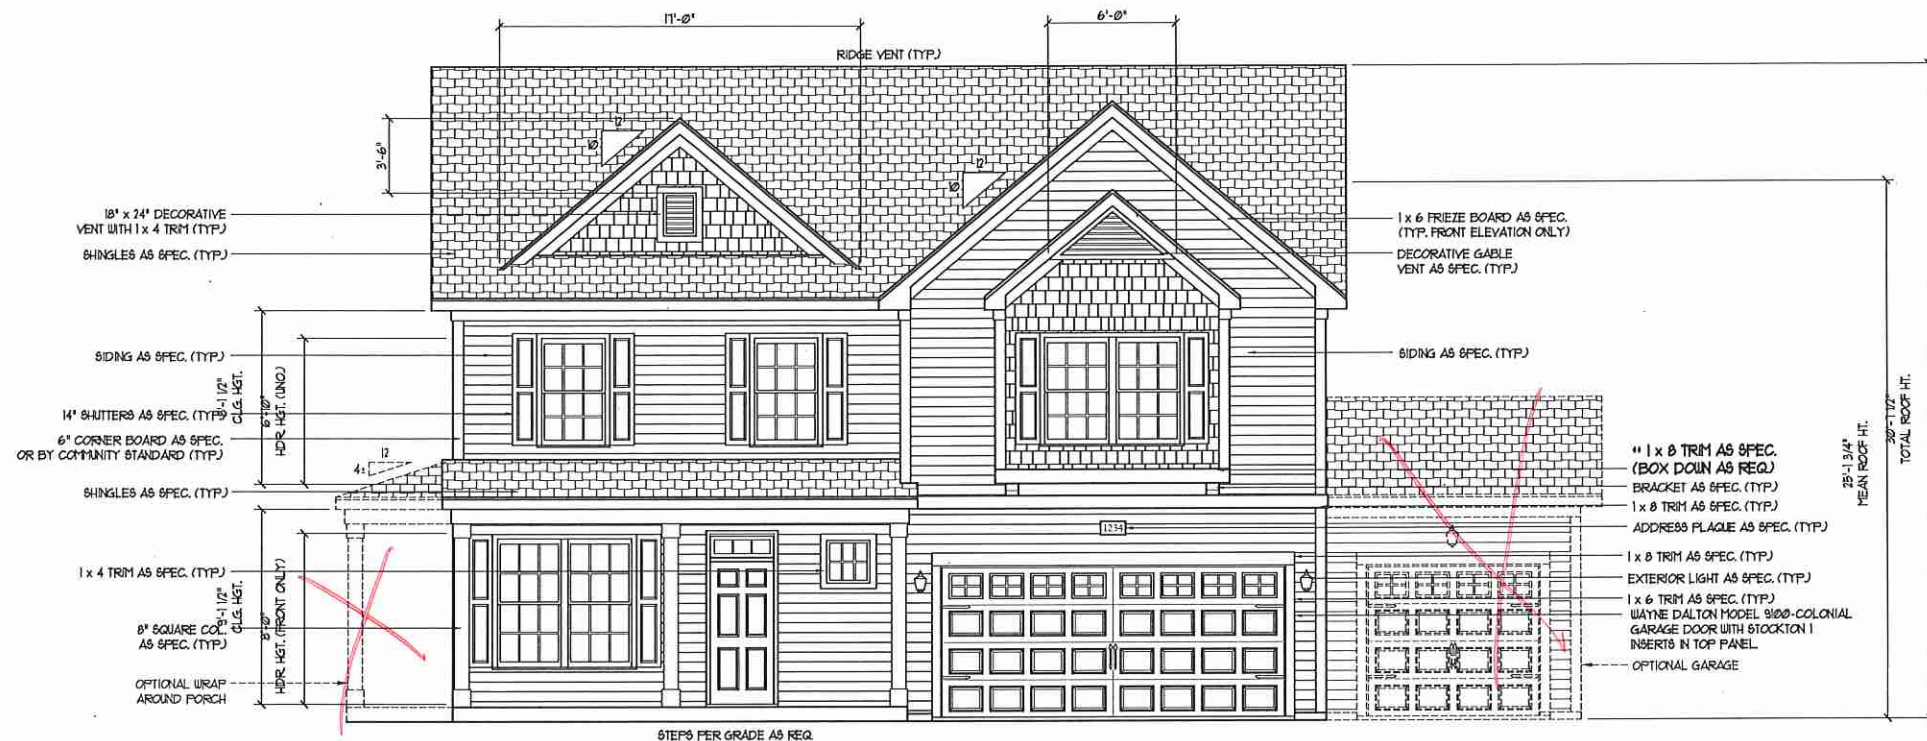 17'-0"
6'-0"
RIDGE VENT (TYP.)
12
10
3'-6"
12
10
18" x 24" DECORATIVE
VENT WITH 1 x 4 TRIM (TYP.)
SHINGLES AS SPEC. (TYP.)
1 x 6 FRIEZE BOARD AS SPEC.
(TYP. FRONT ELEVATION ONLY)
DECORATIVE GABLE
VENT AS SPEC. (TYP.)
SIDING AS SPEC. (TYP.)
14" SHUTTERS AS SPEC. (TYP.)
6" CORNER BOARD AS SPEC.
OR BY COMMUNITY STANDARD (TYP.)
CLG. HGT.
6'-10"
HDR. HGT. (UNO.)
SIDING AS SPEC. (TYP.)
12
4±
SHINGLES AS SPEC. (TYP.)
1 x 4 TRIM AS SPEC. (TYP.)
8" SQUARE COL.
AS SPEC. (TYP.)
9'-1 1/2"
CLG. HGT.
8'-0"
HDR. HGT. (FRONT ONLY)
OPTIONAL WRAP
AROUND PORCH
1234
** 1 x 8 TRIM AS SPEC.
(BOX DOWN AS REQ.)
BRACKET AS SPEC. (TYP.)
1 x 8 TRIM AS SPEC. (TYP.)
ADDRESS PLAQUE AS SPEC. (TYP.)
1 x 8 TRIM AS SPEC. (TYP.)
EXTERIOR LIGHT AS SPEC. (TYP.)
1 x 6 TRIM AS SPEC. (TYP.)
WAYNE DALTON MODEL 9100-COLONIAL
GARAGE DOOR WITH STOCKTON 1
INSERTS IN TOP PANEL.
OPTIONAL GARAGE
25'-1 3/4"
MEAN ROOF HT.
30'-1 1/2"
TOTAL ROOF HT.
STEPS PER GRADE AS REQ.